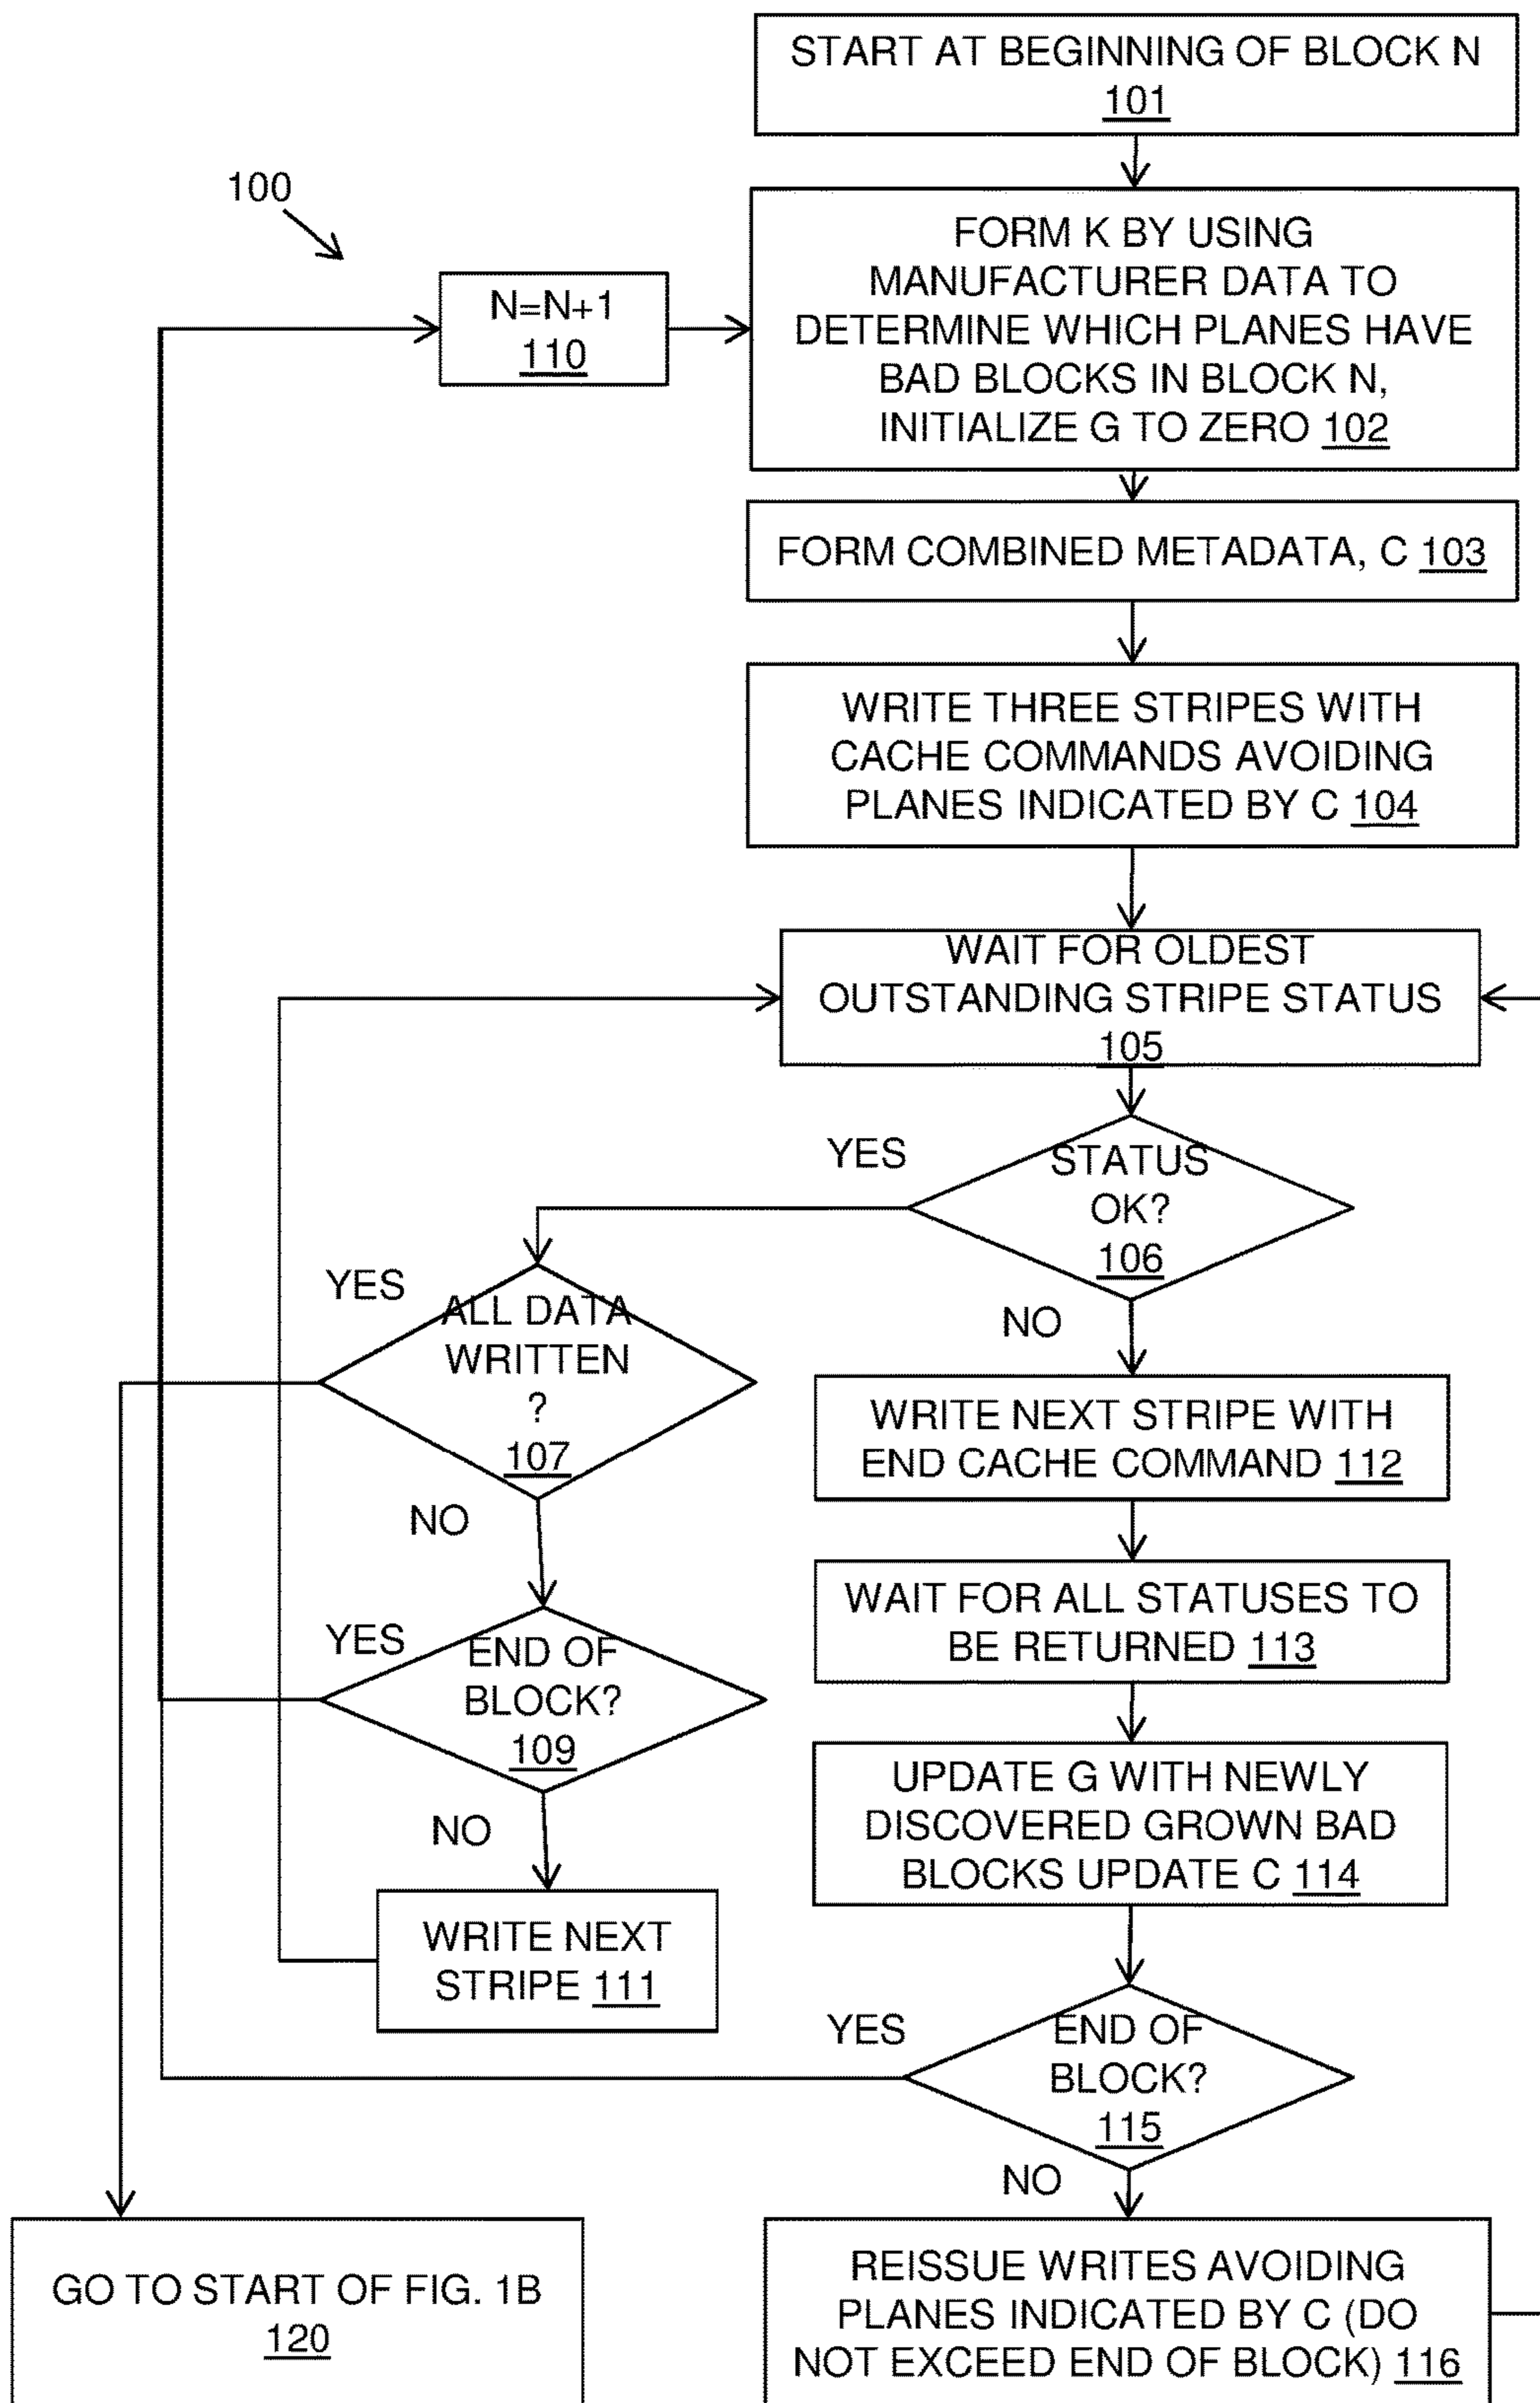 START AT BEGINNING OF BLOCK N
101
100
N=N+1
110
FORM K BY USING
MANUFACTURER DATA TO
DETERMINE WHICH PLANES HAVE
BAD BLOCKS IN BLOCK N,
INITIALIZE G TO ZERO 102
FORM COMBINED METADATA, C 103
WRITE THREE STRIPES WITH
CACHE COMMANDS AVOIDING
PLANES INDICATED BY C 104
WAIT FOR OLDEST
OUTSTANDING STRIPE STATUS
105
YES
STATUS
OK?
106
NO
YES
ALL DATA
WRITTEN
?
107
NO
WRITE NEXT STRIPE WITH
END CACHE COMMAND 112
WAIT FOR ALL STATUSES TO
BE RETURNED 113
YES
END OF
BLOCK?
109
NO
UPDATE G WITH NEWLY
DISCOVERED GROWN BAD
BLOCKS UPDATE C 114
WRITE NEXT
STRIPE 111
YES
END OF
BLOCK?
115
NO
GO TO START OF FIG. 1B
120
REISSUE WRITES AVOIDING
PLANES INDICATED BY C (DO
NOT EXCEED END OF BLOCK) 116